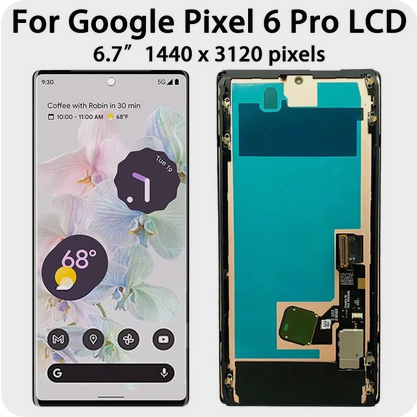 For Google Pixel 6 Pro LCD
6.7” 1440 x 3120 pixels
9:30
5G
Coffee with Robin in 30 min
10:00 - 11:00 AM 68°F
Tue 19
68°
G